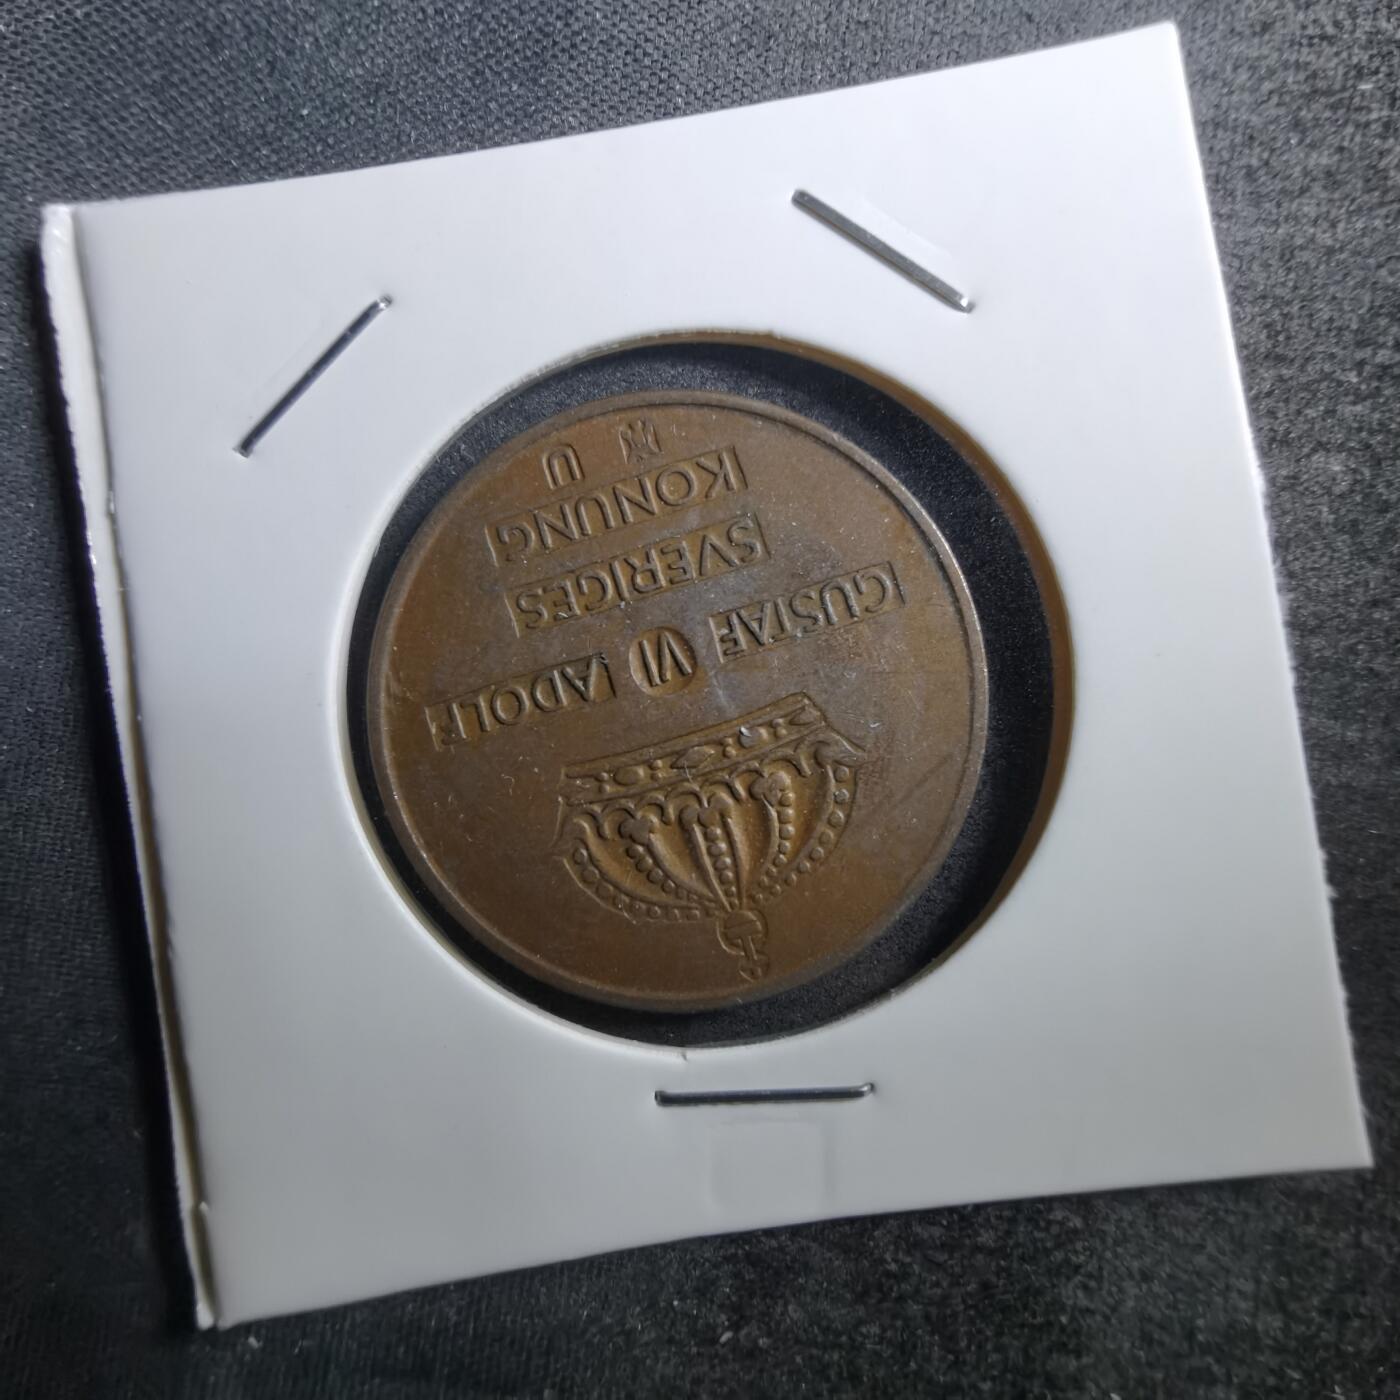 GUSTAF VI ADOLF
SVERIGES
KONUNG
U